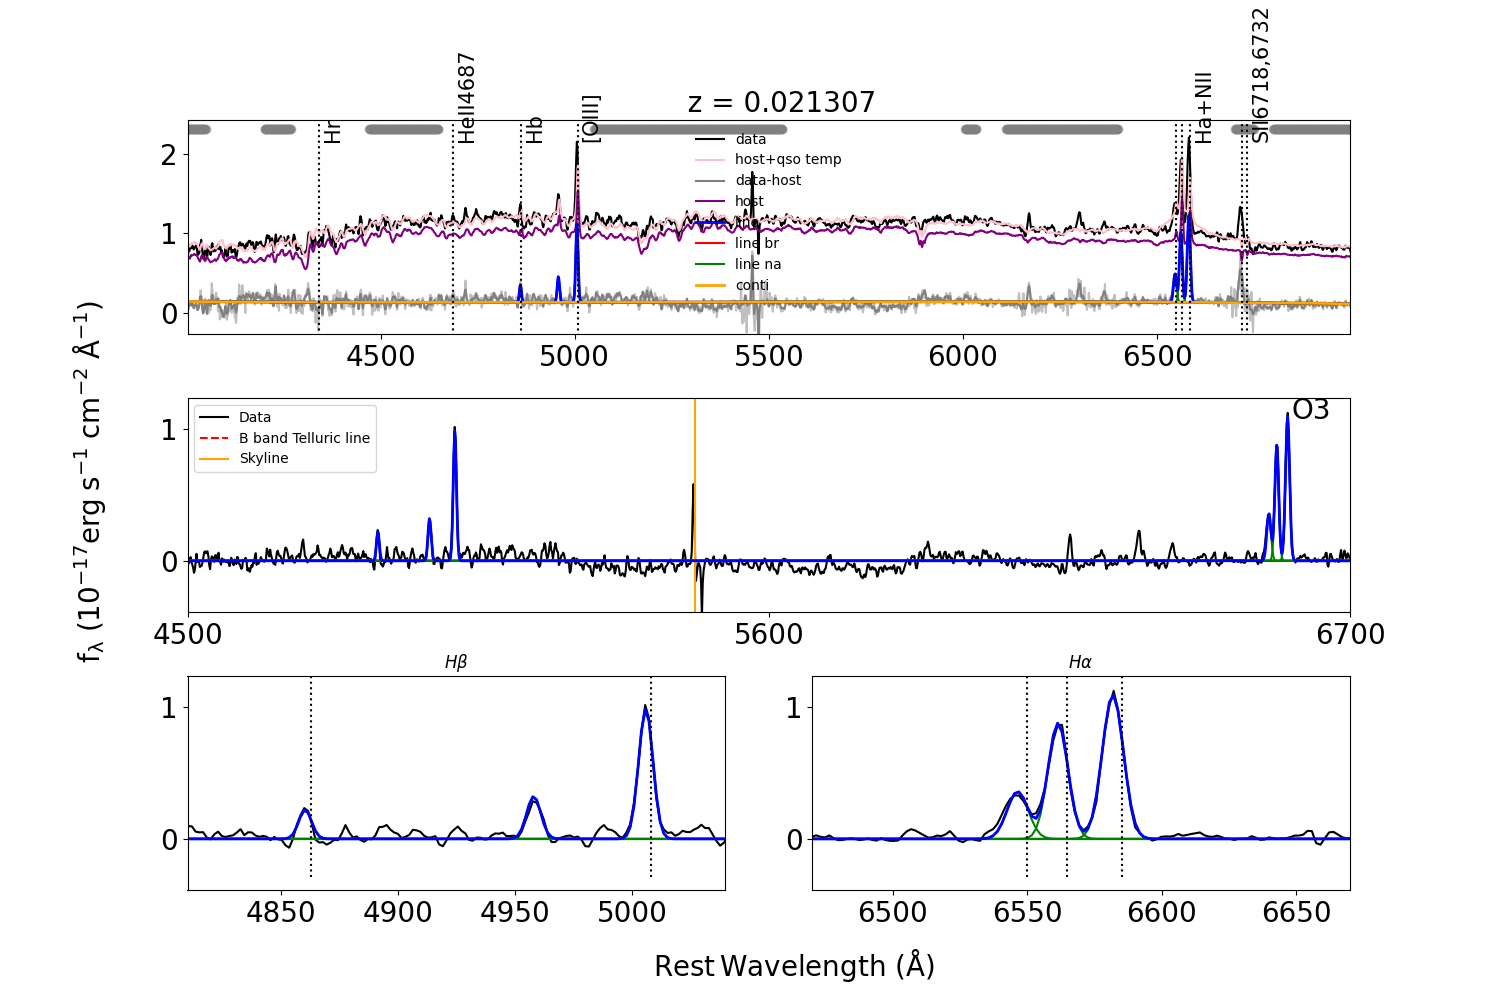 z = 0.021307
Hr
HeII4687
Hb
[OIII]
Ha+NII
SII6718,6732
data
host+qso temp
data-host
host
line br
line na
conti
2
1
0
4500 5000 5500 6000 6500
Data
B band Telluric line
Skyline
O3
1
0
4500 5600 6700
fλ (10−17erg s−1 cm−2 Å−1)
Hβ
1
0
4850 4900 4950 5000
Hα
1
0
6500 6550 6600 6650
Rest Wavelength (Å)